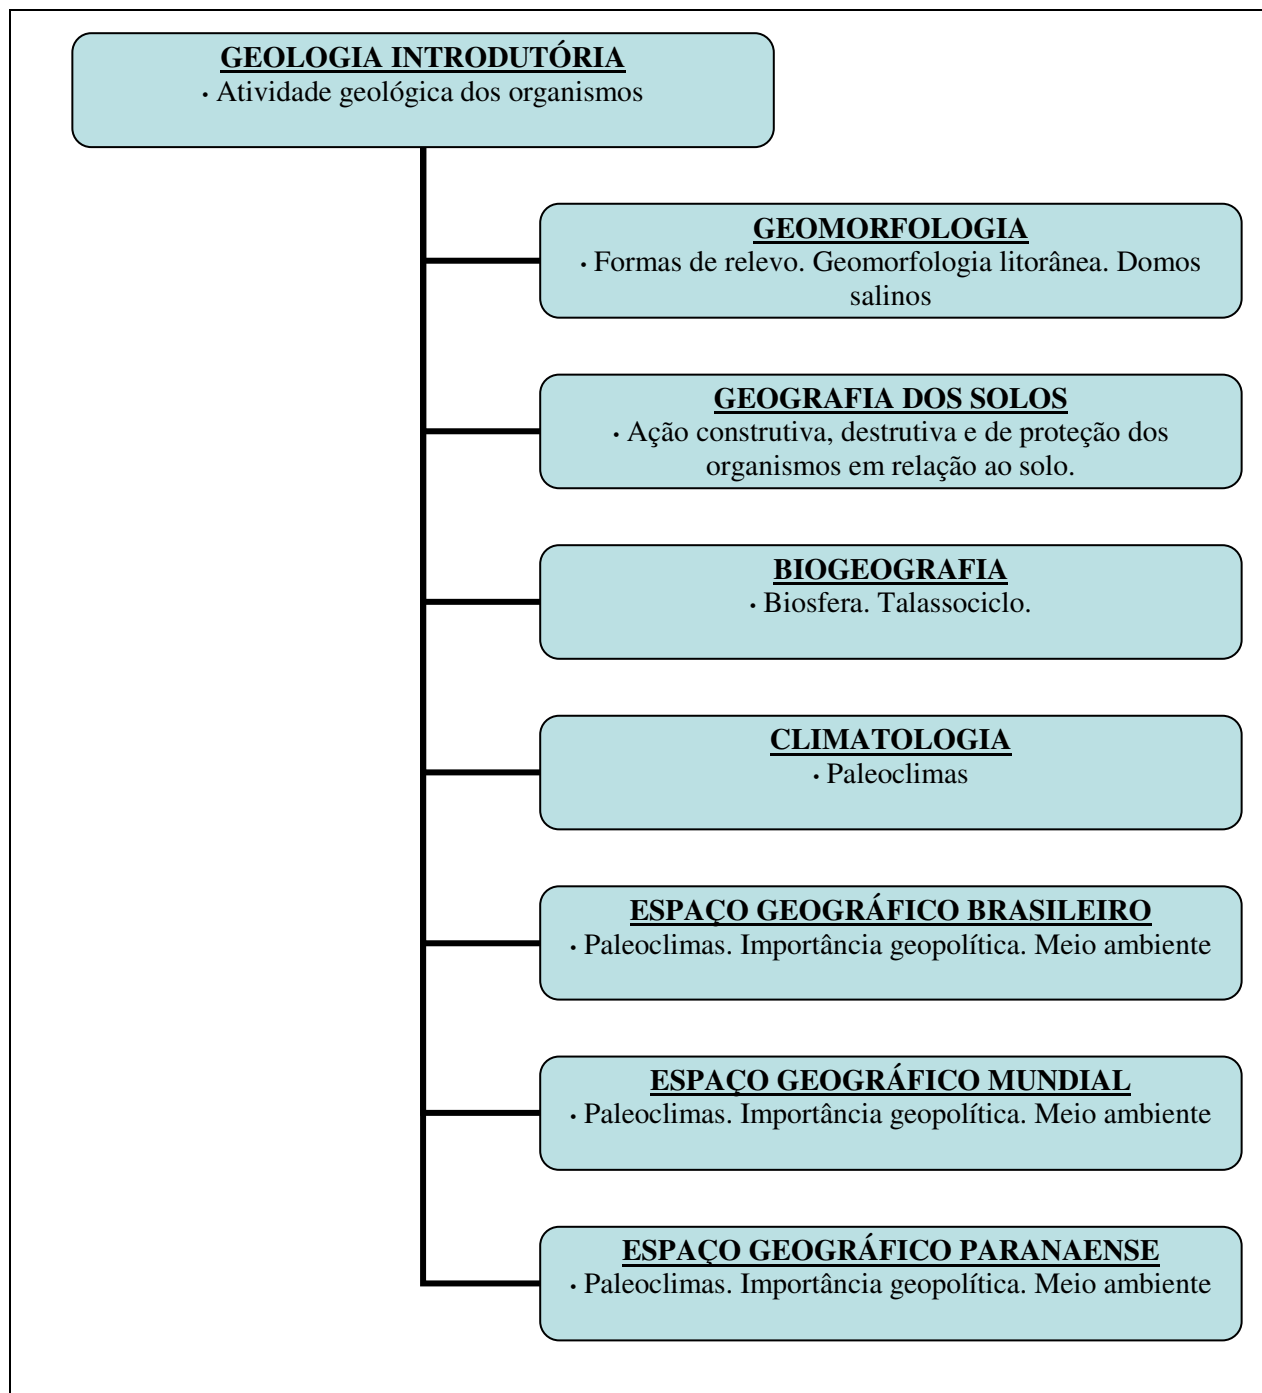 GEOLOGIA INTRODUTÓRIA
• Atividade geológica dos organismos
GEOMORFOLOGIA
• Formas de relevo. Geomorfologia litorânea. Domos
salinos
GEOGRAFIA DOS SOLOS
• Ação construtiva, destrutiva e de proteção dos
organismos em relação ao solo.
BIOGEOGRAFIA
• Biosfera. Talassociclo.
CLIMATOLOGIA
• Paleoclimas
ESPAÇO GEOGRÁFICO BRASILEIRO
• Paleoclimas. Importância geopolítica. Meio ambiente
ESPAÇO GEOGRÁFICO MUNDIAL
• Paleoclimas. Importância geopolítica. Meio ambiente
ESPAÇO GEOGRÁFICO PARANAENSE
• Paleoclimas. Importância geopolítica. Meio ambiente